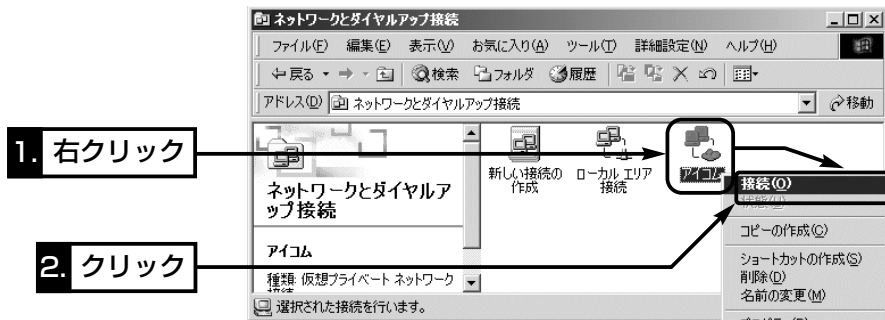 ネットワークとダイヤルアップ接続
ファイル(F) 編集(E) 表示(V) お気に入り(A) ツール(T) 詳細設定(N) ヘルプ(H)
戻る 検索 フォルダ 履歴
アドレス(D) ネットワークとダイヤルアップ接続 移動
1. 右クリック
2. クリック
ネットワークとダイヤルア
ップ接続
アイコム
種類: 仮想プライベート ネットワーク
接続
新しい接続の
作成
ローカル エリア
接続
アイコム
接続(O)
状態(U)
コピーの作成(C)
ショートカットの作成(S)
削除(D)
名前の変更(M)
選択された接続を行います。